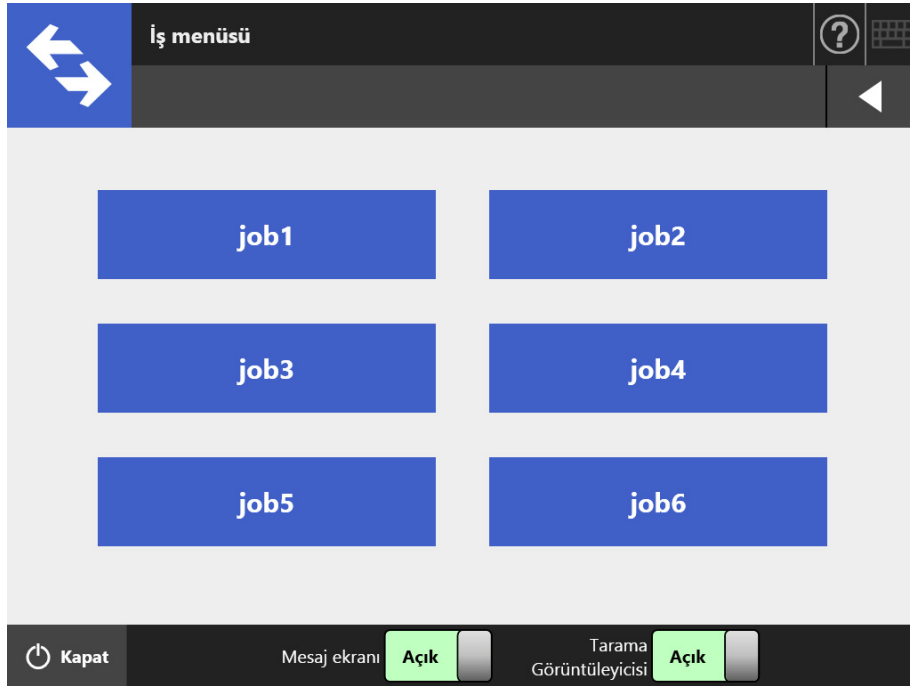 İş menüsü
?
job1
job2
job3
job4
job5
job6
Kapat
Mesaj ekranı
Açık
Tarama
Görüntüleyicisi
Açık